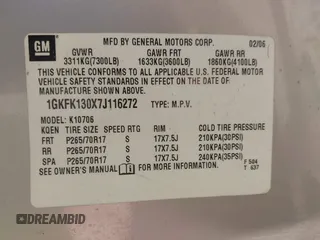 GM
MFD BY GENERAL MOTORS CORP. 02/06
GVWR GAWR FRT GAWR RR
3311KG(7300LB) 1633KG(3600LB) 1860KG(4100LB)
THIS VEHICLE CONFORMS TO ALL APPLICABLE U.S. FEDERAL MOTOR
VEHICLE SAFETY STANDARDS IN EFFECT ON THE DATE OF
MANUFACTURE SHOWN ABOVE.
1GKFK130X7J116272 TYPE: M.P.V.
MODEL: K10706
EQP TIRE SIZE SPEED RTG RIM COLD TIRE PRESSURE
FRT P265/70R17 S 17X7.5J 210KPA(30PSI)
RR P265/70R17 S 17X7.5J 210KPA(30PSI)
SPA P265/70R17 S 17X7.5J 240KPA(35PSI)
SEE OWNER'S MANUAL FOR ADDITIONAL INFORMATION
F 504
T 637
DREAMBID